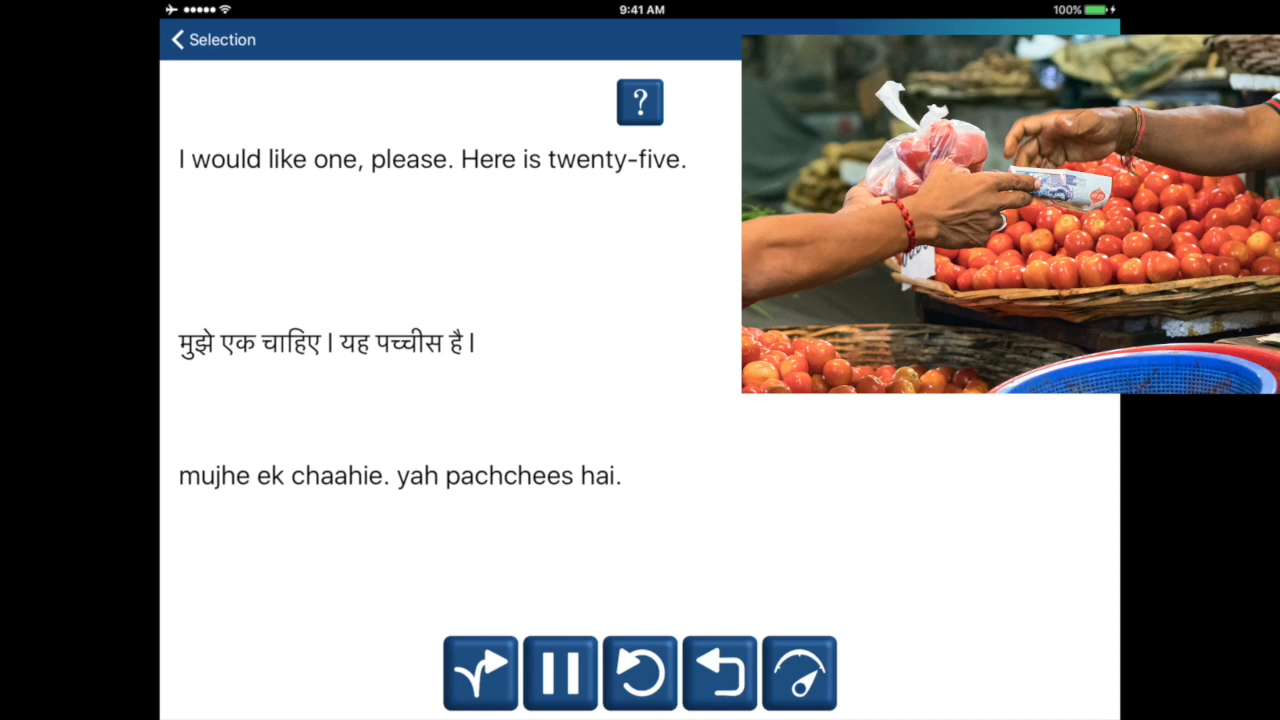 9:41 AM
100%
Selection
?
I would like one, please. Here is twenty-five.
मुझे एक चाहिए। यह पच्चीस है।
mujhe ek chaahie. yah pachchees hai.